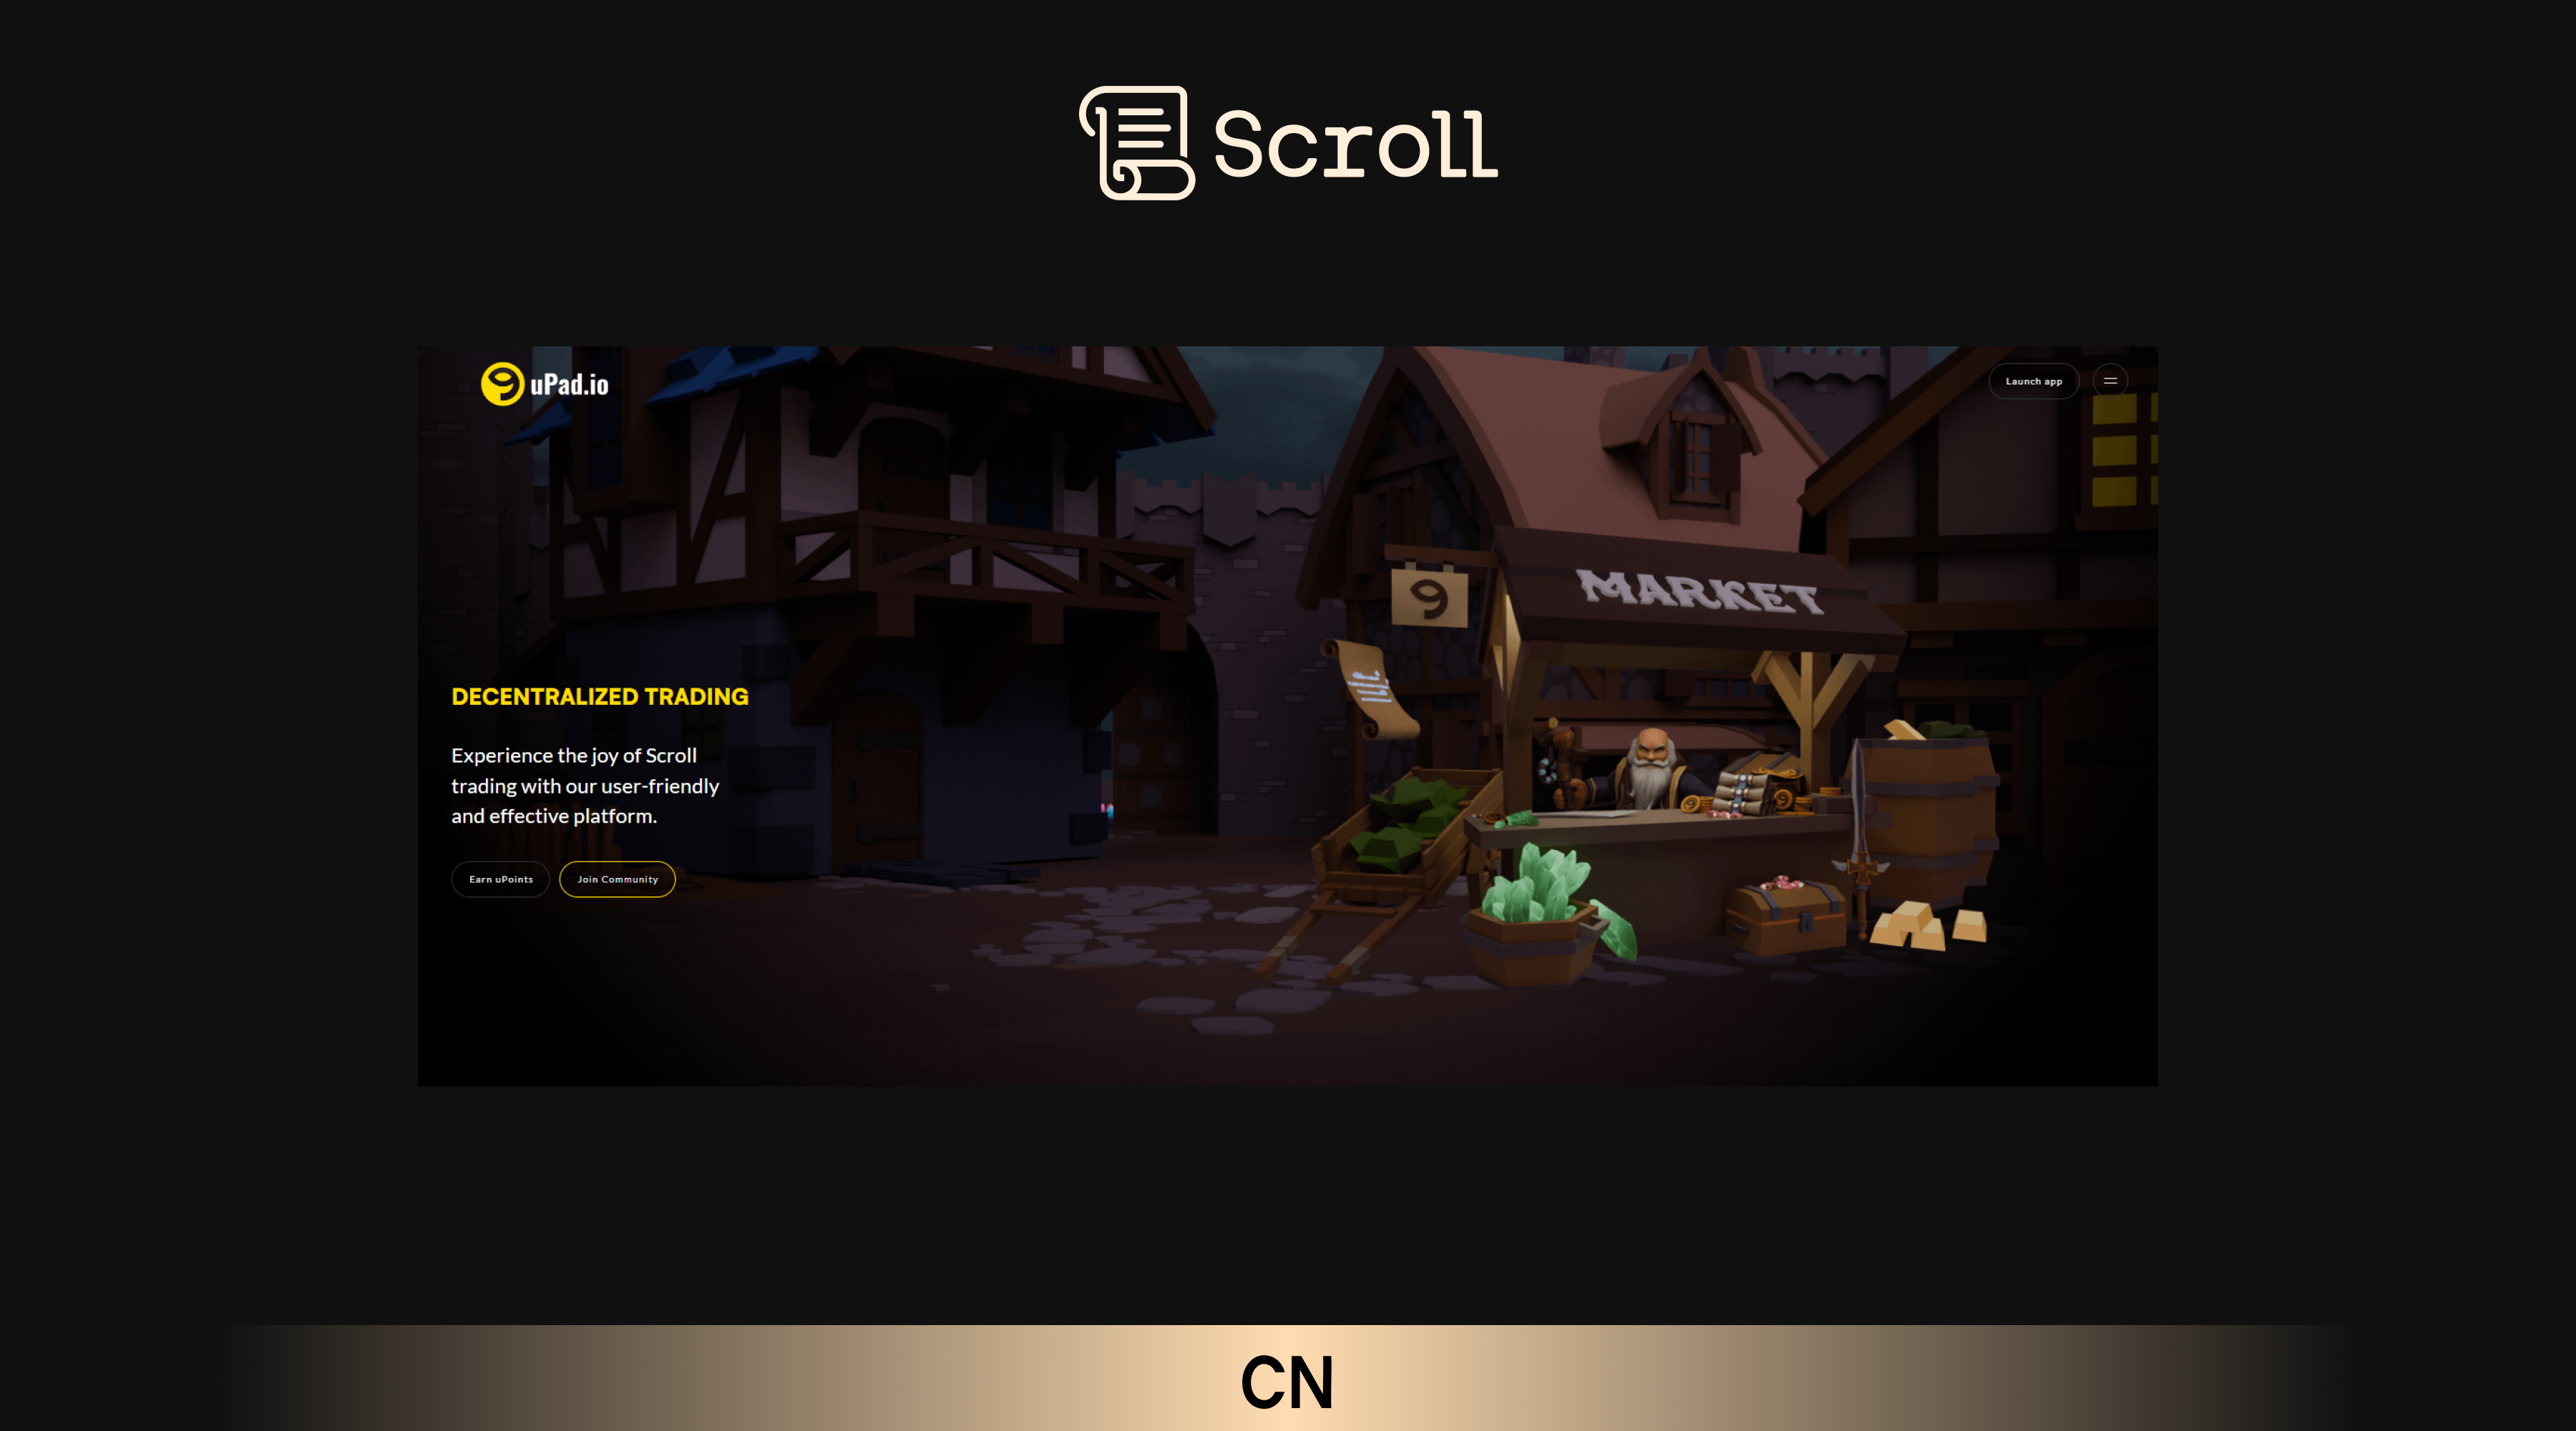 Scroll
uPad.io
Launch app
MARKET
DECENTRALIZED TRADING
Experience the joy of Scroll
trading with our user-friendly
and effective platform.
Earn uPoints
Join Community
CN